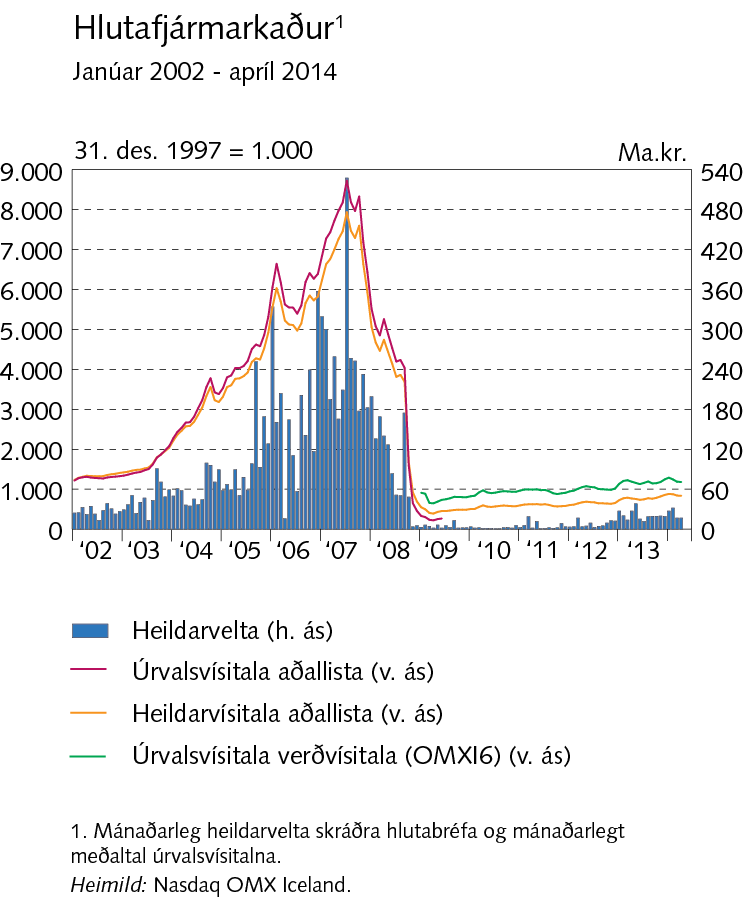 Hlutafjármarkaður¹
Janúar 2002 - apríl 2014
31. des. 1997 = 1.000 Ma.kr.
9.000 540
8.000 480
7.000 420
6.000 360
5.000 300
4.000 240
3.000 180
2.000 120
1.000 60
0 0
‘02 ‘03 ‘04 ‘05 ‘06 ‘07 ‘08 ‘09 ‘10 ‘11 ‘12 ‘13
Heildarvelta (h. ás)
Úrvalsvísitala aðallista (v. ás)
Heildarvísitala aðallista (v. ás)
Úrvalsvísitala verðvísitala (OMXI6) (v. ás)
1. Mánaðarleg heildarvelta skráðra hlutabréfa og mánaðarlegt
meðaltal úrvalsvísitalna.
Heimild: Nasdaq OMX Iceland.